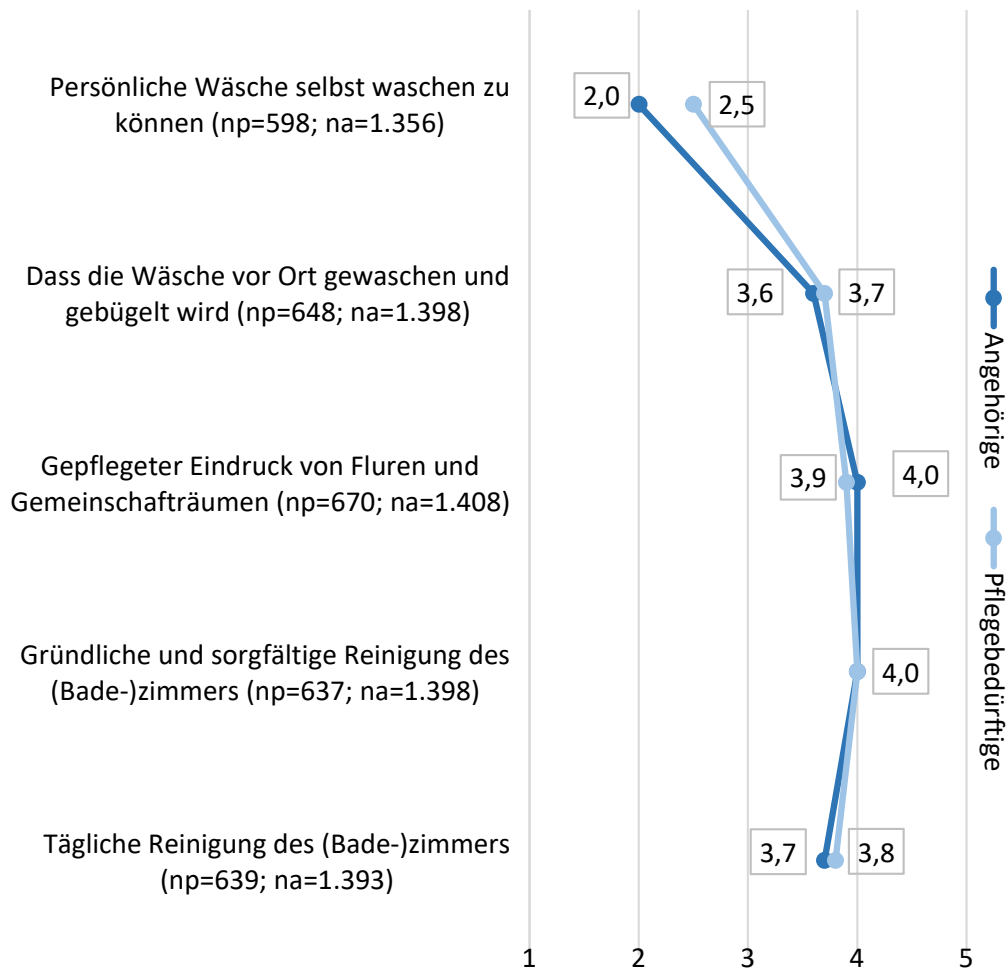 Persönliche Wäsche selbst waschen zu
können (np=598; na=1.356)
2,0
2,5
Dass die Wäsche vor Ort gewaschen und
gebügelt wird (np=648; na=1.398)
3,6
3,7
Gepflegeter Eindruck von Fluren und
Gemeinschafträumen (np=670; na=1.408)
3,9
4,0
Gründliche und sorgfältige Reinigung des
(Bade-)zimmers (np=637; na=1.398)
4,0
Tägliche Reinigung des (Bade-)zimmers
(np=639; na=1.393)
3,7
3,8
1 2 3 4 5
Angehörige
Pflegebedürftige